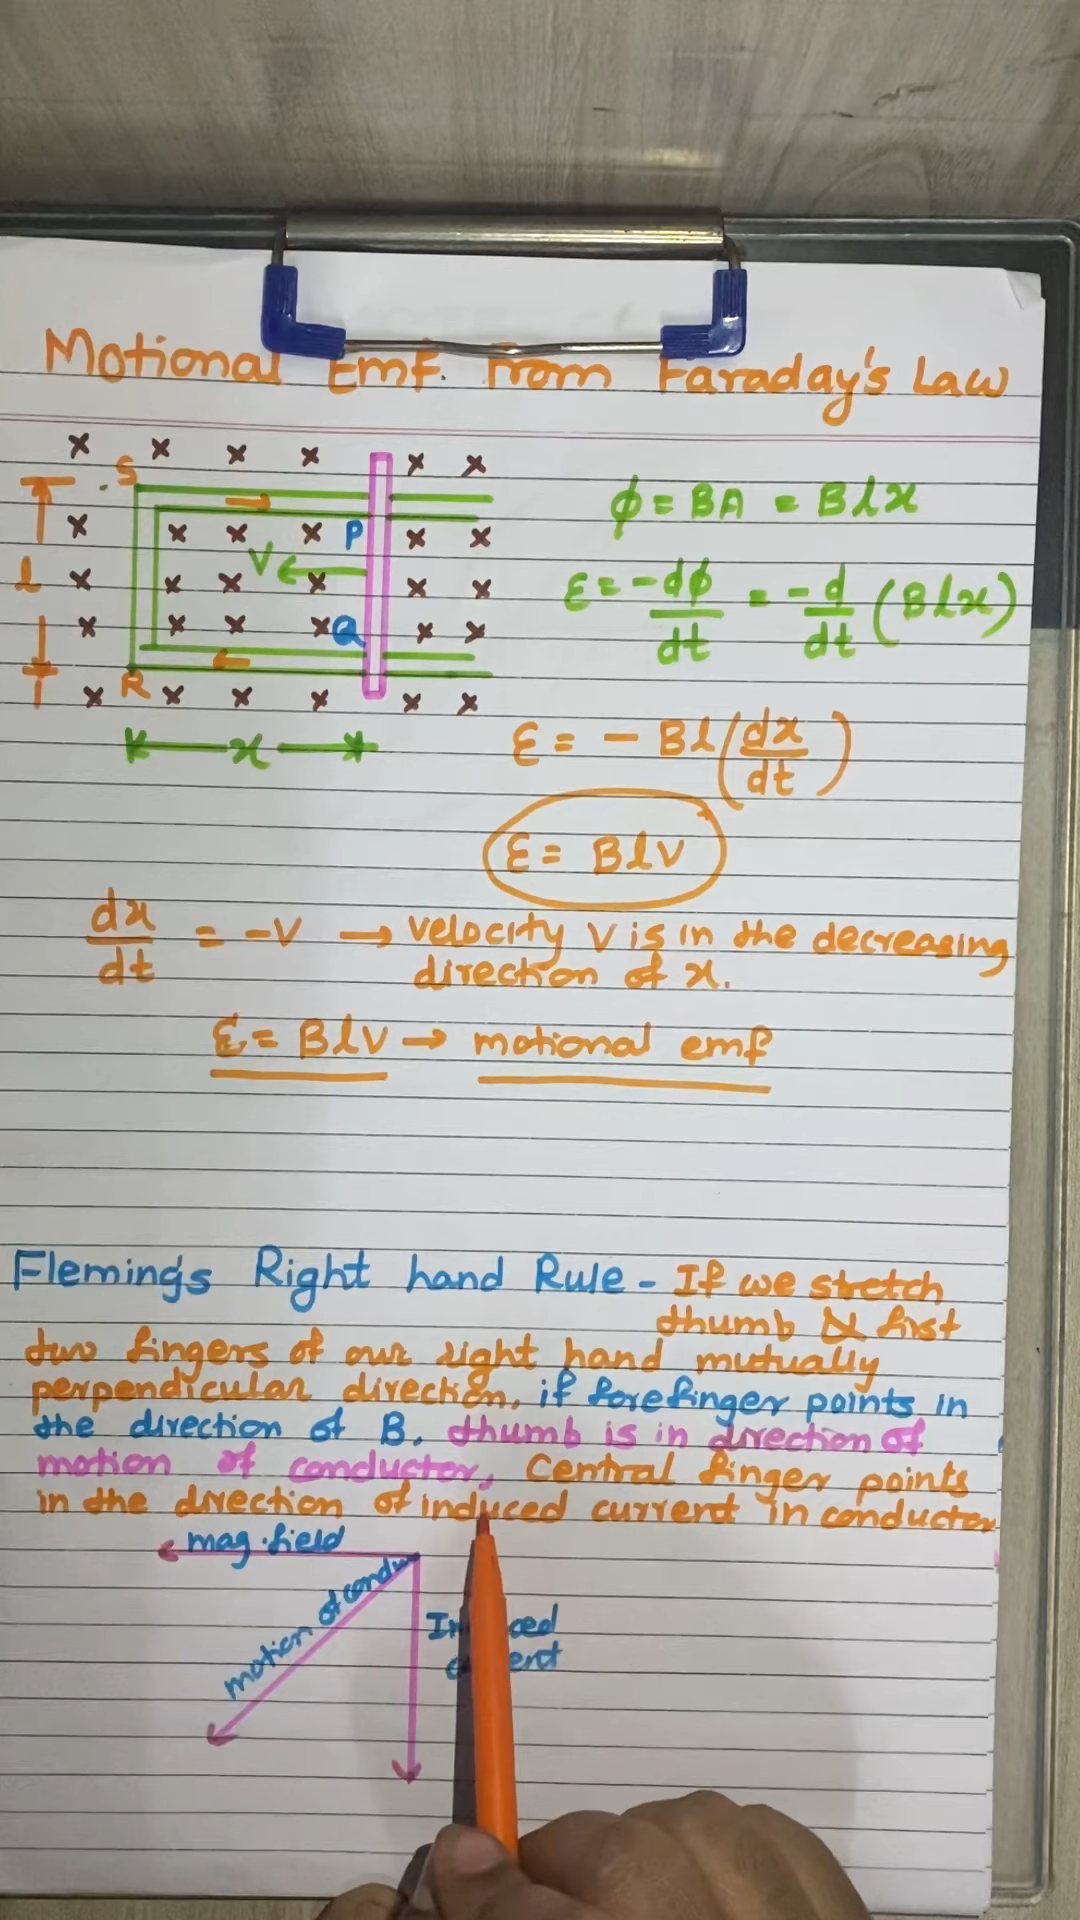 Motional Emf. From Faraday's Law
S
P
V
l
Q
R
x
ϕ = BA = Blx
ε = -dϕ/dt = -d/dt (Blx)
ε = - Bl (dx/dt)
ε = BlV
dx/dt = -V → velocity V is in the decreasing
direction of x.
ε = BlV → motional emf
Flemings Right hand Rule - If we stretch
thumb & first
two fingers of our right hand mutually
perpendicular direction, if forefinger points in
the direction of B, thumb is in direction of
motion of conductor, Central finger points
in the direction of induced current in conductor
mag. field
motion of condu